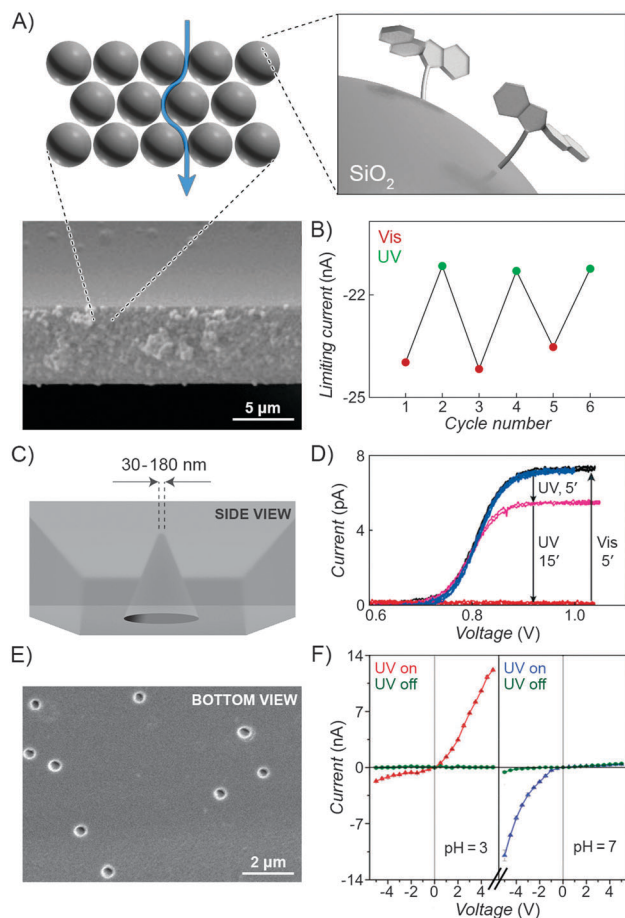 A)
SiO₂
5 µm
B)
Vis
UV
Limiting current (nA)
-22
-25
1 2 3 4 5 6
Cycle number
C)
30-180 nm
SIDE VIEW
D)
Current (pA)
8
4
0
UV, 5′
UV
15′
Vis
5′
0.6 0.8 1.0
Voltage (V)
E)
BOTTOM VIEW
2 µm
F)
Current (nA)
14
7
0
-7
-14
UV on
UV off
UV on
UV off
pH = 3
pH = 7
-4 -2 0 2 4 -4 -2 0 2 4
Voltage (V)